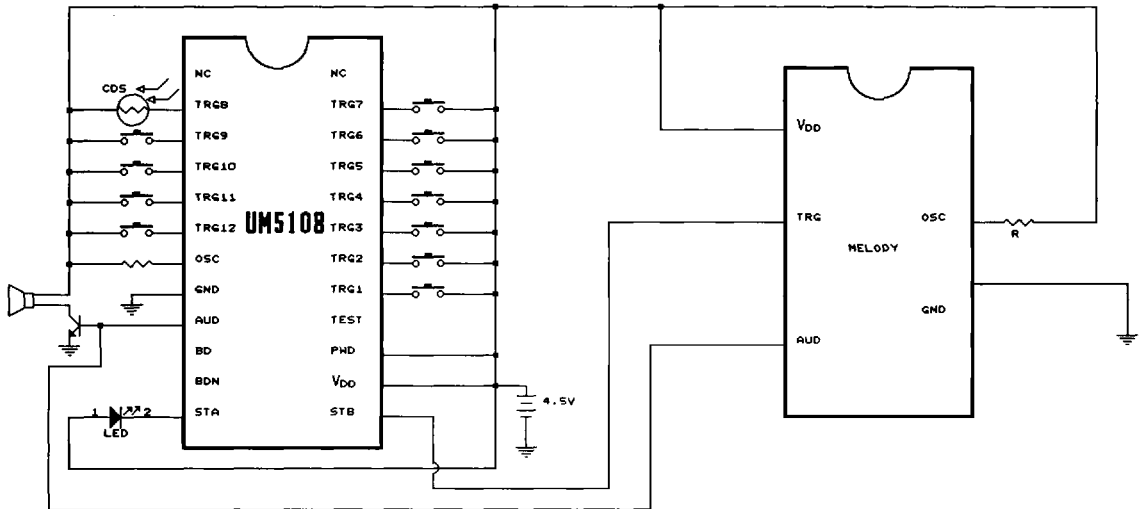 CDS
NC
TRG8
TRG9
TRG10
TRG11
TRG12
OSC
GND
AUD
BD
BDN
STA
UM5108
NC
TRG7
TRG6
TRG5
TRG4
TRG3
TRG2
TRG1
TEST
PWD
VDD
STB
1
2
LED
4.5V
VDD
TRG
AUD
MELODY
OSC
GND
R